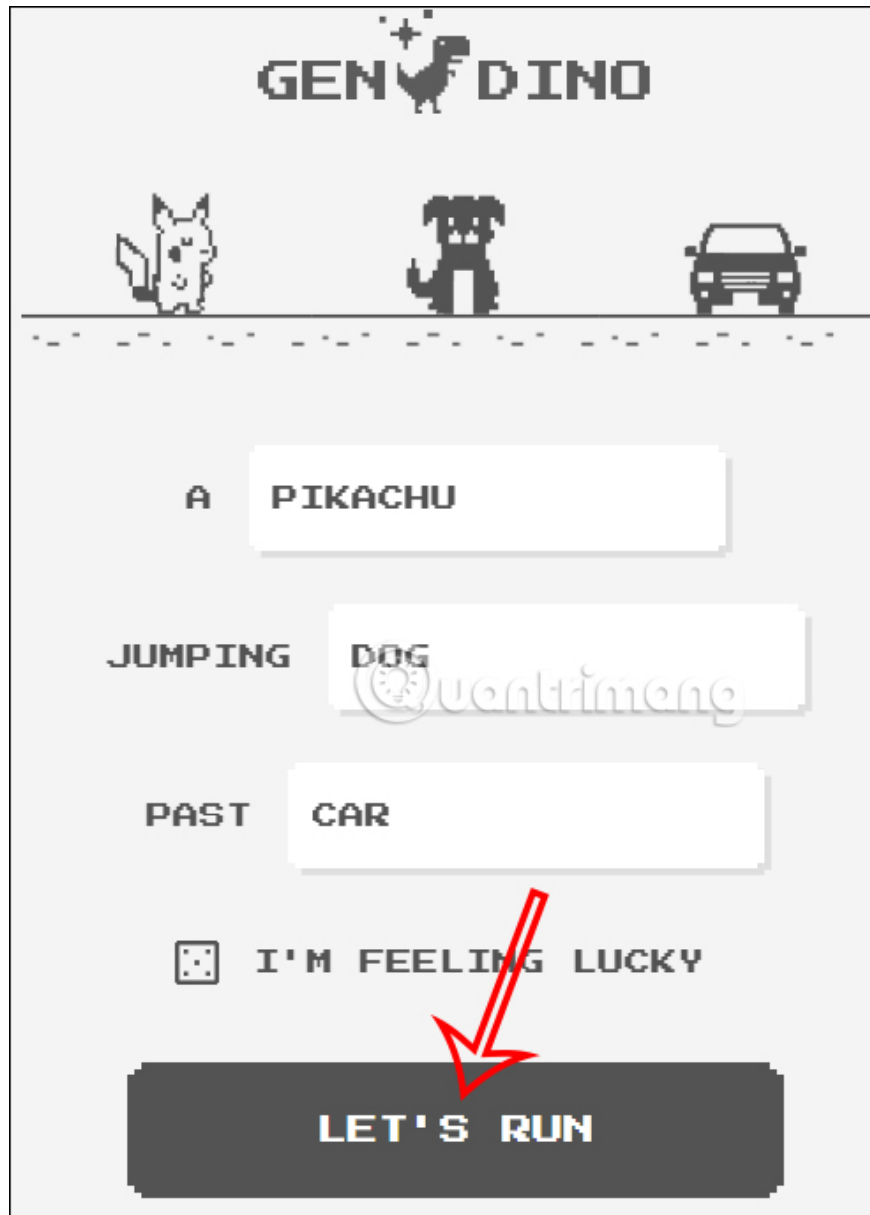 GEN DINO
A PIKACHU
JUMPING DOG
Quantrimang
PAST CAR
I'M FEELING LUCKY
LET'S RUN